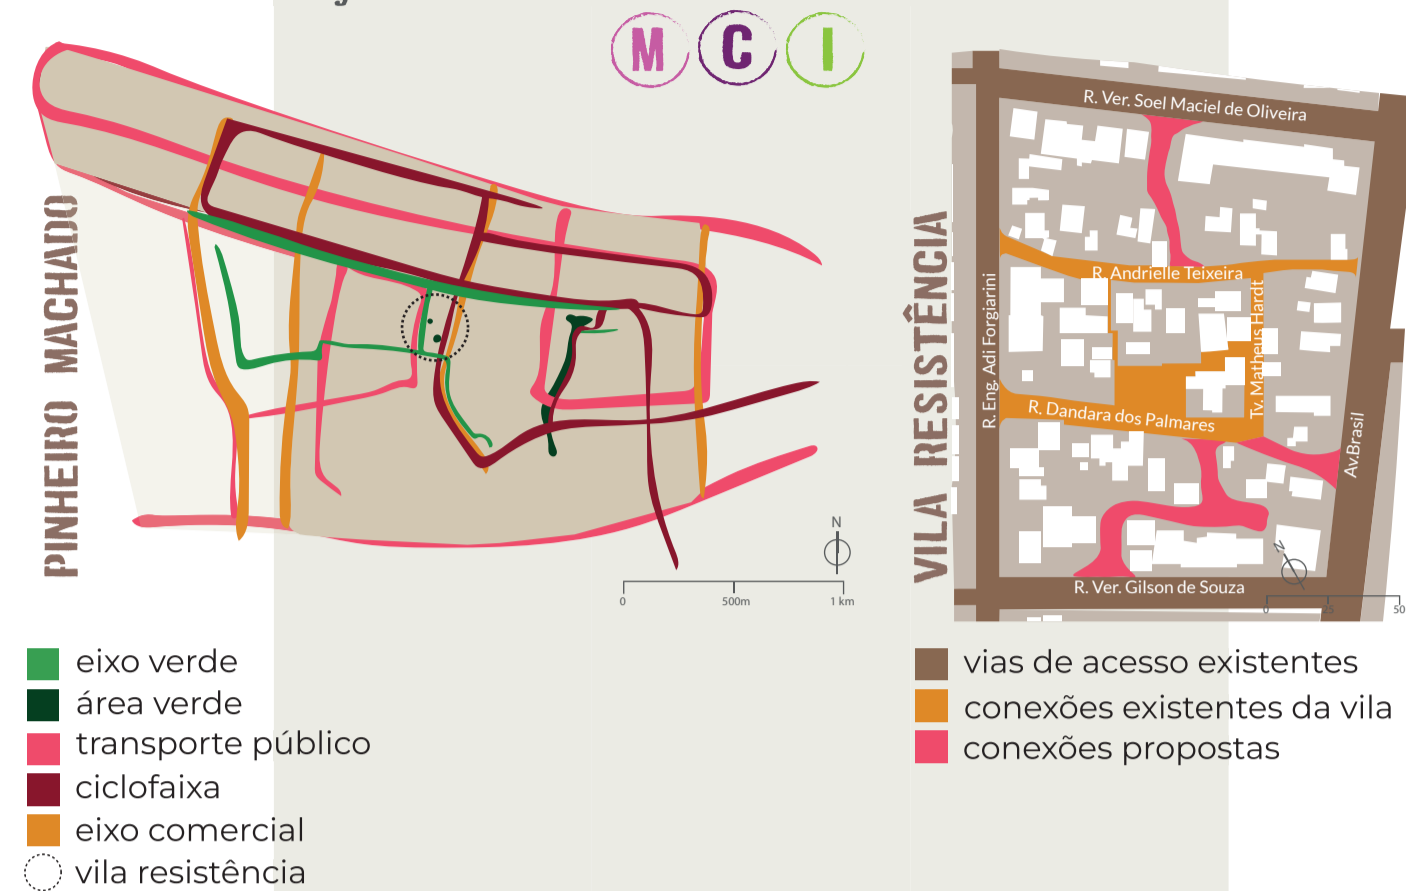 M C I
PINHEIRO MACHADO
N
0 500m 1 km
eixo verde
área verde
transporte público
ciclofaixa
eixo comercial
vila resistência
VILA RESISTÊNCIA
R. Ver. Soel Maciel de Oliveira
R. Eng. Adi Forgiarini
R. Andrielle Teixeira
Tv. Matheus Hardt
R. Dandara dos Palmares
Av.Brasil
R. Ver. Gilson de Souza
N
0 25 50
vias de acesso existentes
conexões existentes da vila
conexões propostas